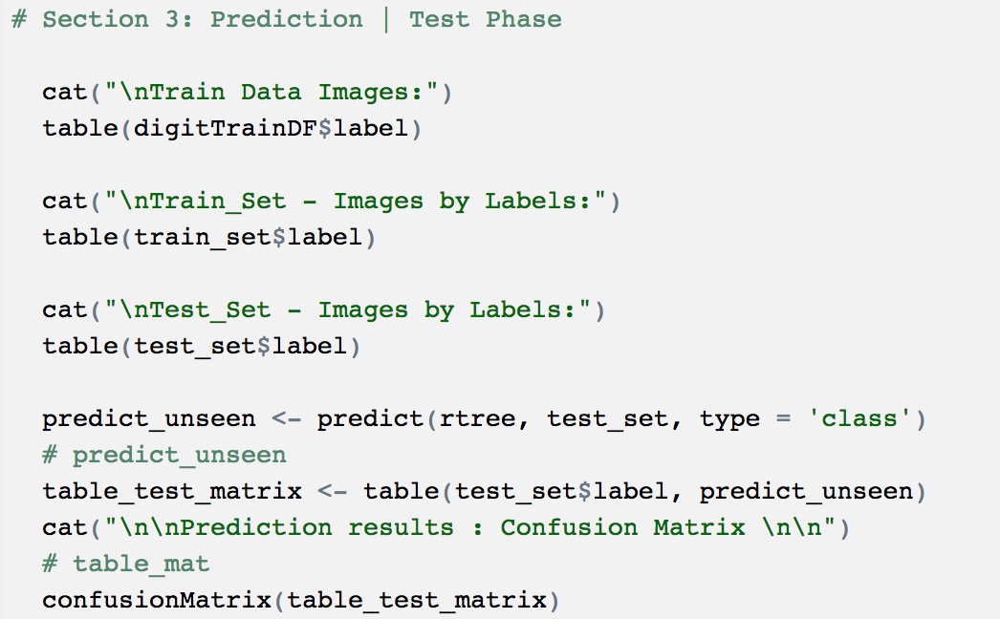 # Section 3: Prediction | Test Phase
cat("\nTrain Data Images:")
table(digitTrainDF$label)
cat("\nTrain_Set - Images by Labels:")
table(train_set$label)
cat("\nTest_Set - Images by Labels:")
table(test_set$label)
predict_unseen <- predict(rtree, test_set, type = 'class')
# predict_unseen
table_test_matrix <- table(test_set$label, predict_unseen)
cat("\n\nPrediction results : Confusion Matrix \n\n")
# table_mat
confusionMatrix(table_test_matrix)